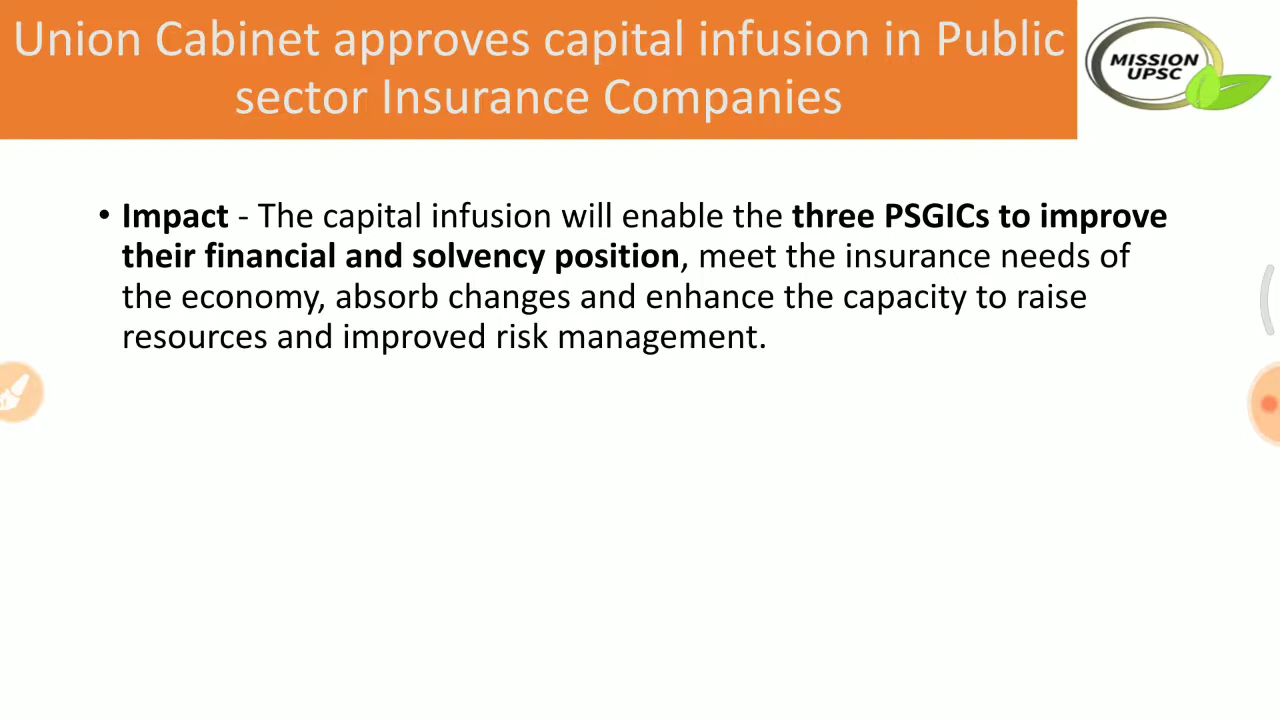 Union Cabinet approves capital infusion in Public
sector Insurance Companies
MISSION
UPSC
• Impact - The capital infusion will enable the three PSGICs to improve
their financial and solvency position, meet the insurance needs of
the economy, absorb changes and enhance the capacity to raise
resources and improved risk management.